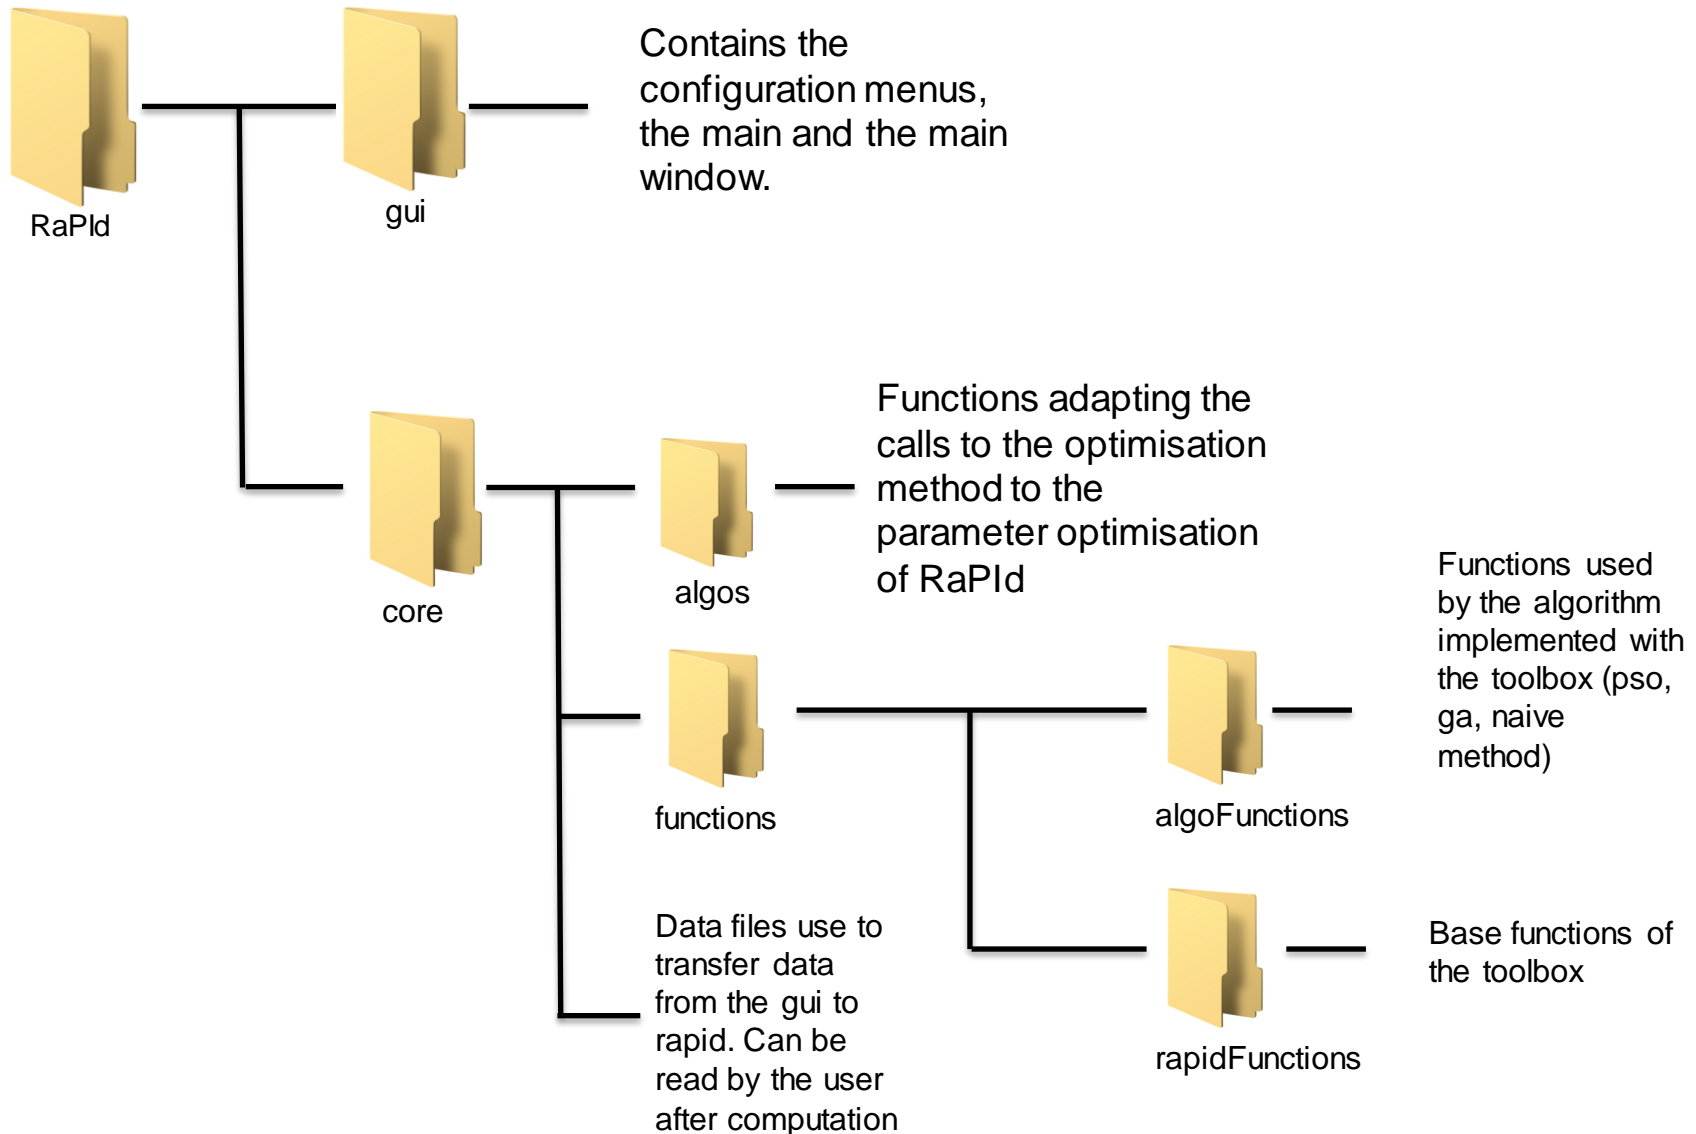 Contains the
configuration menus,
the main and the main
window.
RaPId
gui
Functions adapting the
calls to the optimisation
method to the
parameter optimisation
of RaPId
core
algos
Functions used
by the algorithm
implemented with
the toolbox (pso,
ga, naive
method)
functions
algoFunctions
Data files use to
transfer data
from the gui to
rapid. Can be
read by the user
after computation
Base functions of
the toolbox
rapidFunctions